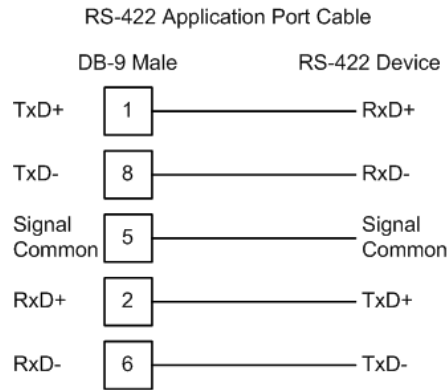 RS-422 Application Port Cable
DB-9 Male RS-422 Device
TxD+ 1 RxD+
TxD- 8 RxD-
Signal Common 5 Signal Common
RxD+ 2 TxD+
RxD- 6 TxD-